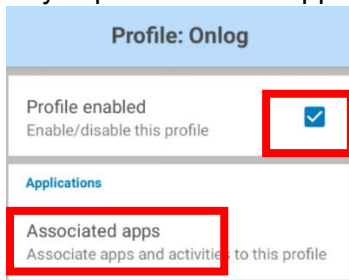 Profile: Onlog
Profile enabled
Enable/disable this profile
Applications
Associated apps
Associate apps and activities to this profile